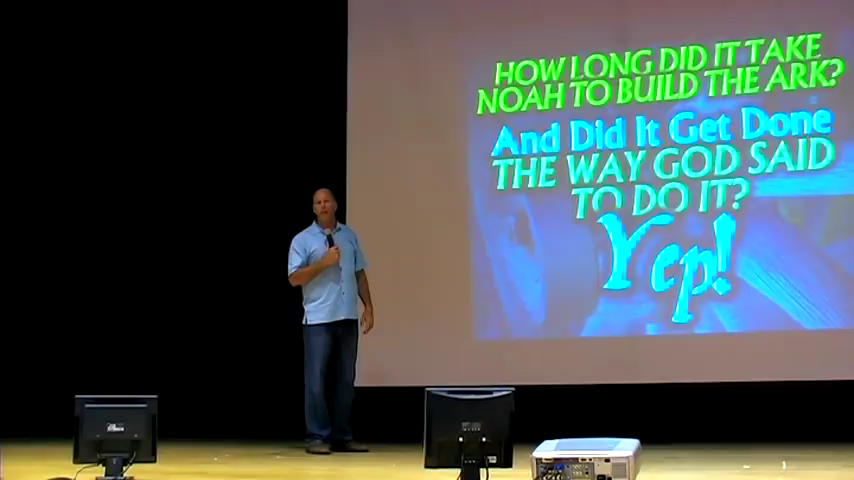 HOW LONG DID IT TAKE
NOAH TO BUILD THE ARK?
And Did It Get Done
THE WAY GOD SAID
TO DO IT?
Yep!